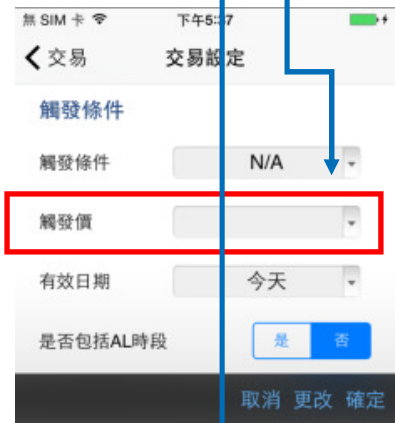 無 SIM 卡 下午5:37
交易 交易設定
觸發條件
觸發條件 N/A
觸發價
有效日期 今天
是否包括AL時段 是 否
取消 更改 確定